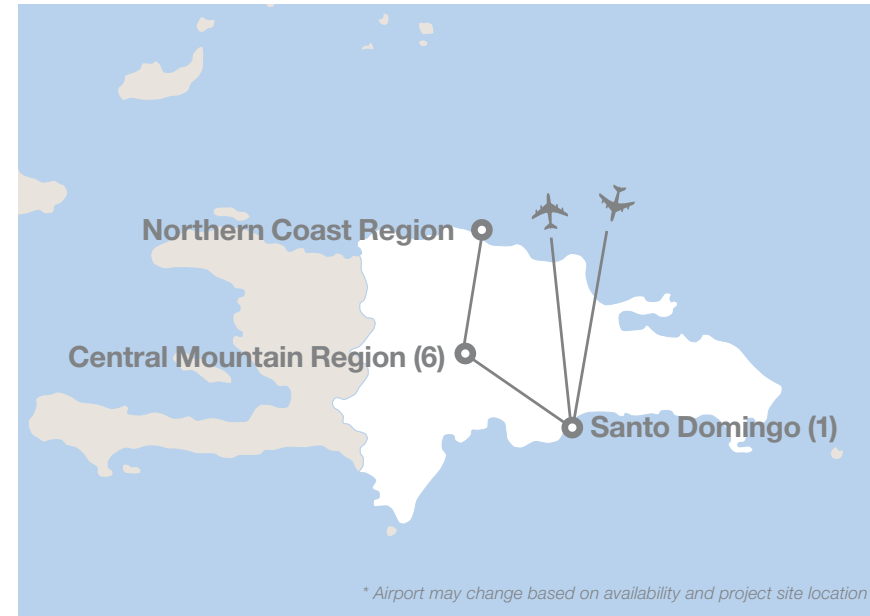 Northern Coast Region
Central Mountain Region (6)
Santo Domingo (1)
* Airport may change based on availability and project site location